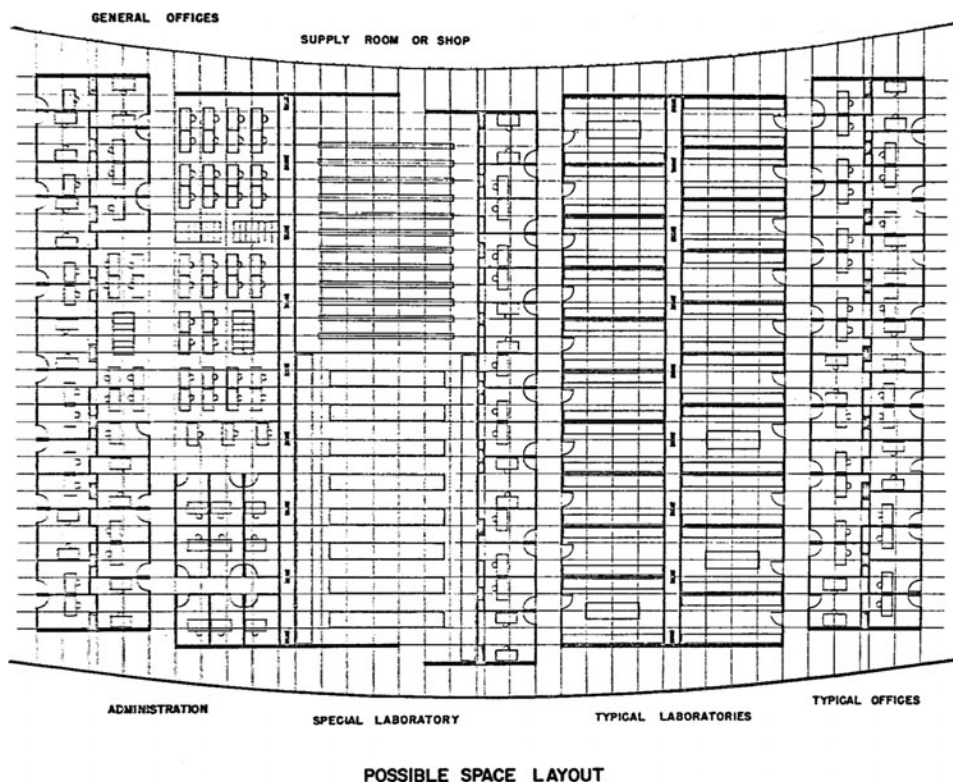 GENERAL OFFICES
SUPPLY ROOM OR SHOP
ADMINISTRATION
SPECIAL LABORATORY
TYPICAL LABORATORIES
TYPICAL OFFICES
POSSIBLE SPACE LAYOUT